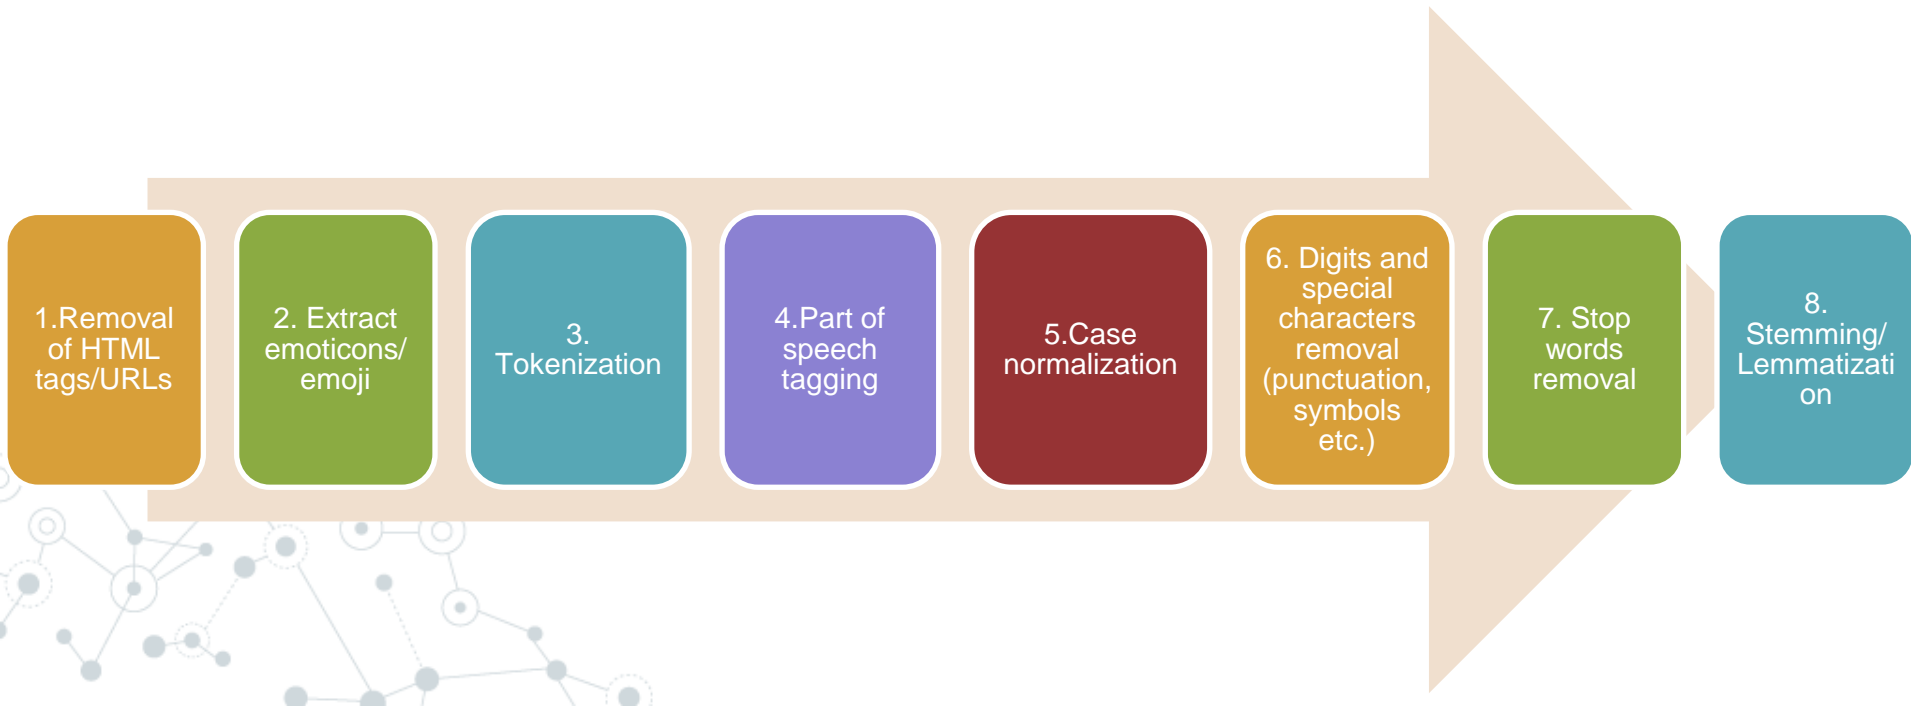 1.Removal
of HTML
tags/URLs
2. Extract
emoticons/
emoji
3.
Tokenization
4.Part of
speech
tagging
5.Case
normalization
6. Digits and
special
characters
removal
(punctuation,
symbols
etc.)
7. Stop
words
removal
8.
Stemming/
Lemmatizati
on